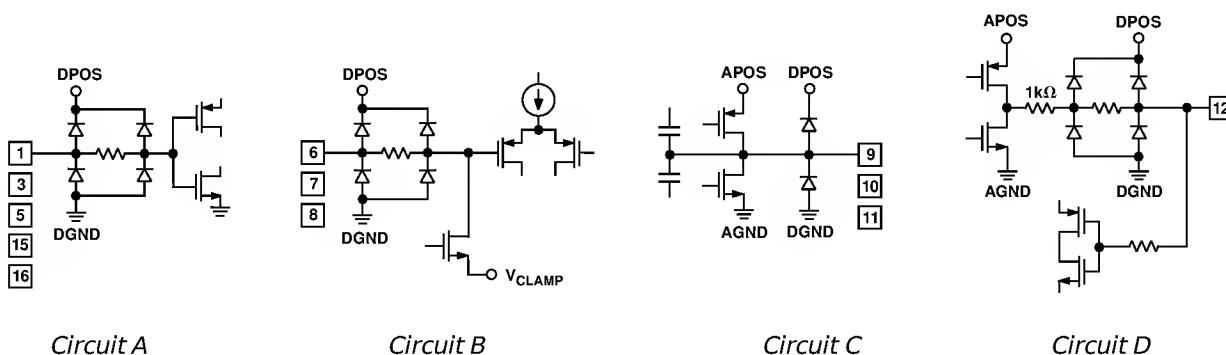 DPOS
1
3
5
15
16
DGND
Circuit A
DPOS
6
7
8
DGND
VCLAMP
Circuit B
APOS DPOS
9
10
11
AGND DGND
Circuit C
APOS DPOS
1kΩ
12
AGND DGND
Circuit D